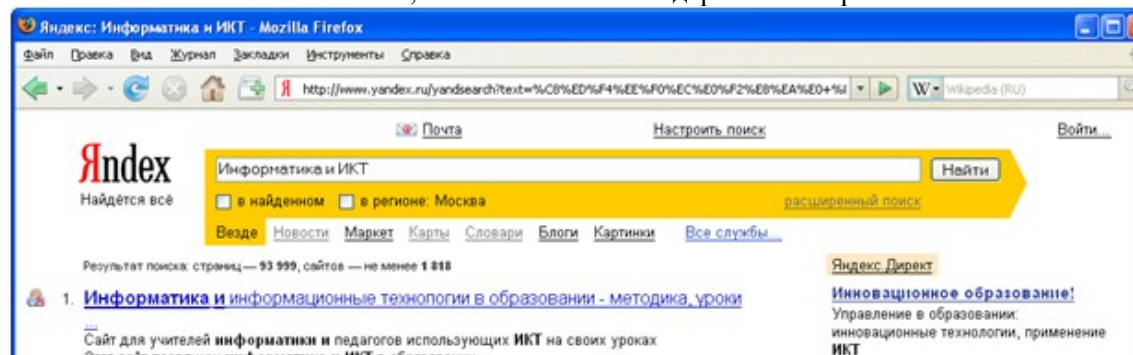 Яндекс: Информатика и ИКТ - Mozilla Firefox
Файл Правка Вид Журнал Закладки Инструменты Справка
http://www.yandex.ru/yandsearch?text=%C8%ED%F4%EE%F0%EC%E0%F2%E8%EA%E0+%
W Wikipedia (RU)
Почта Настроить поиск Войти...
Яndex
Информатика и ИКТ Найти
Найдётся всё в найденном в регионе: Москва расширенный поиск
Везде Новости Маркет Карты Словари Блоги Картинки Все службы...
Результат поиска: страниц — 93 999, сайтов — не менее 1 818
Яндекс.Директ
1. Информатика и информационные технологии в образовании - методика, уроки
...
Сайт для учителей информатики и педагогов использующих ИКТ на своих уроках
Инновационное образование!
Управление в образовании:
инновационные технологии, применение
ИКТ